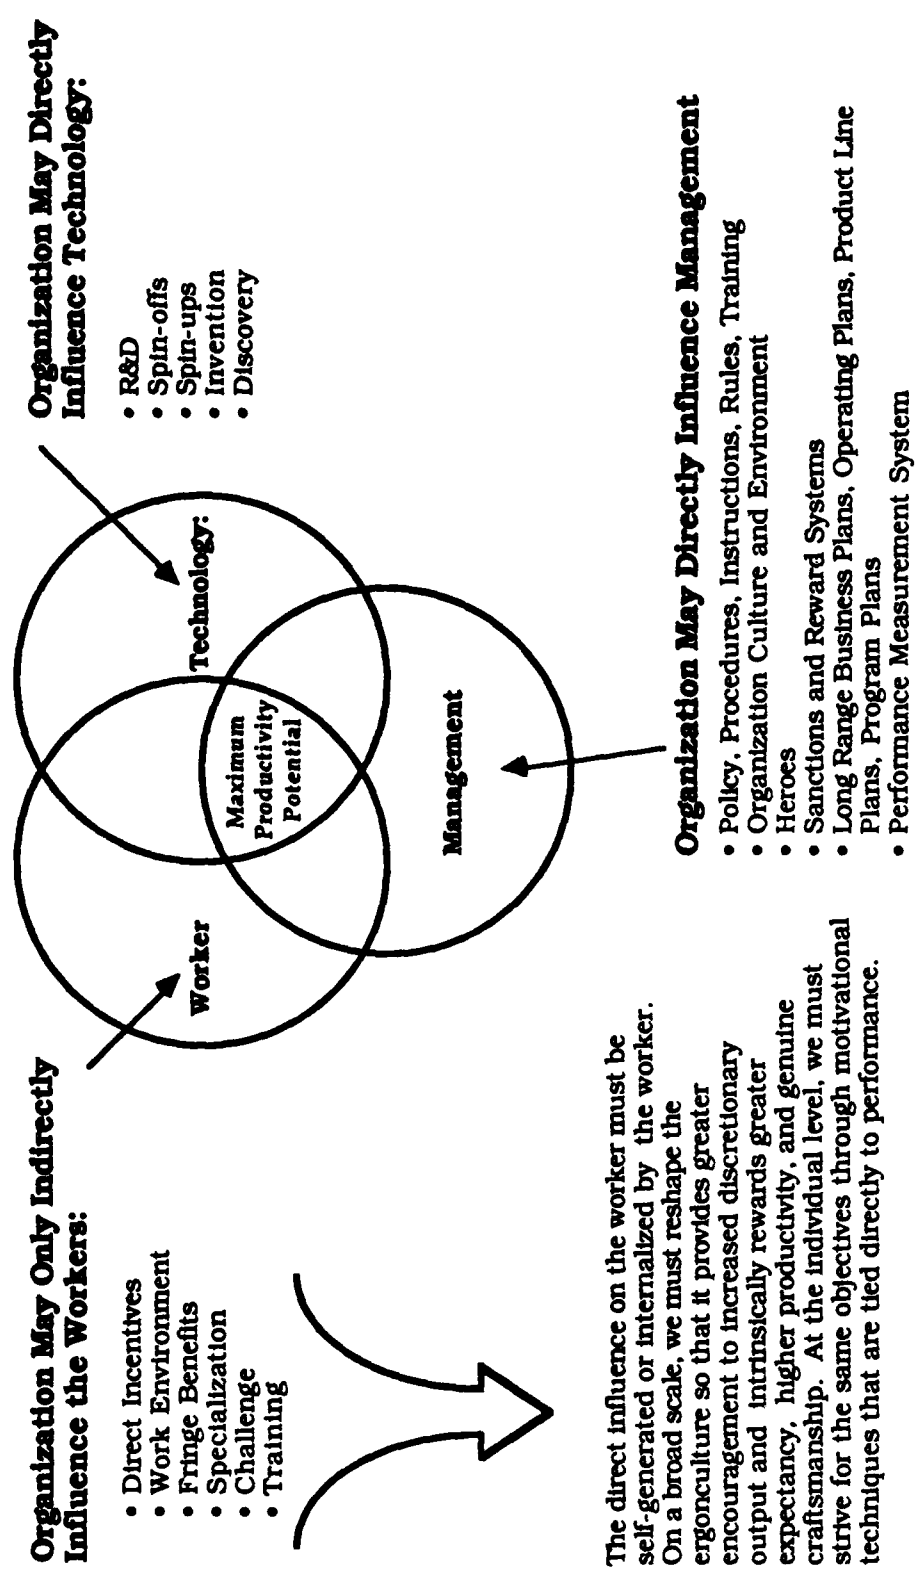 Organization May Only Indirectly
Influence the Workers:
• Direct Incentives
• Work Environment
• Fringe Benefits
• Specialization
• Challenge
• Training
Organization May Directly
Influence Technology:
• R&D
• Spin-offs
• Spin-ups
• Invention
• Discovery
Worker
Technology:
Maximum
Productivity
Potential
Management
The direct influence on the worker must be
self-generated or internalized by the worker.
On a broad scale, we must reshape the
ergonculture so that it provides greater
encouragement to increased discretionary
output and intrinsically rewards greater
expectancy, higher productivity, and genuine
craftsmanship. At the individual level, we must
strive for the same objectives through motivational
techniques that are tied directly to performance.
Organization May Directly Influence Management
• Policy, Procedures, Instructions, Rules, Training
• Organization Culture and Environment
• Heroes
• Sanctions and Reward Systems
• Long Range Business Plans, Operating Plans, Product Line
Plans, Program Plans
• Performance Measurement System